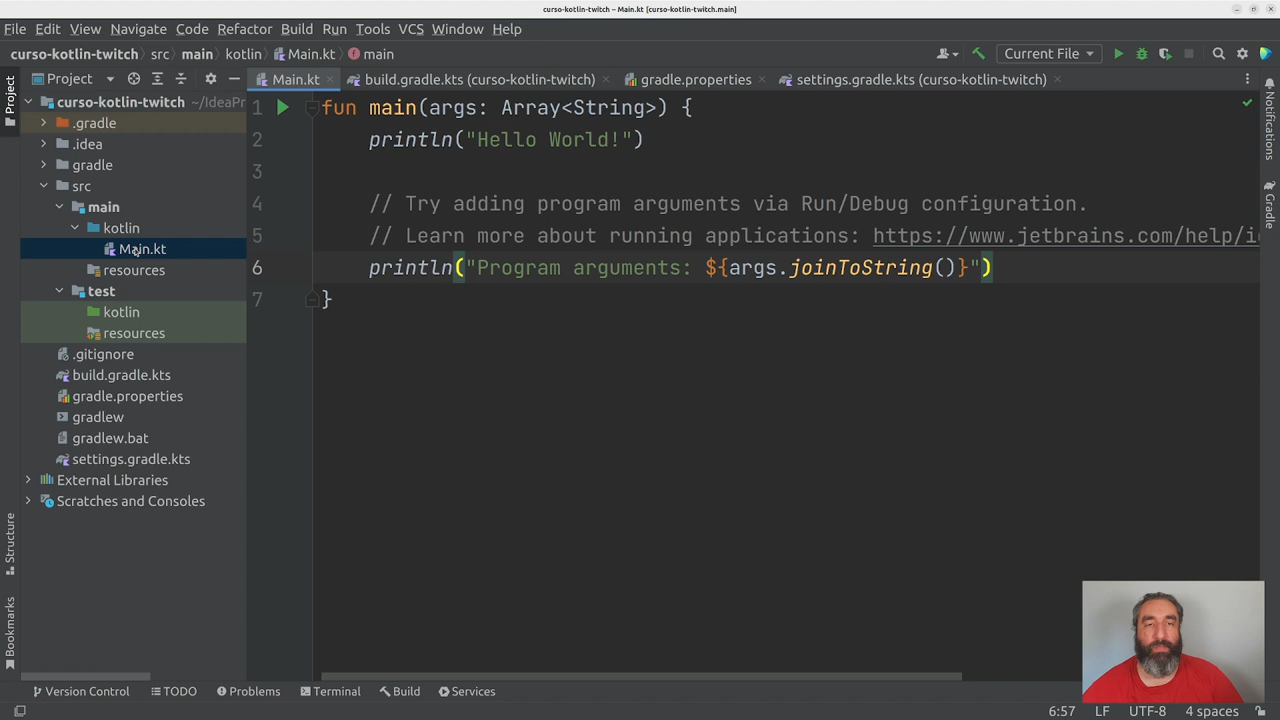 curso-kotlin-twitch – Main.kt [curso-kotlin-twitch.main]
File Edit View Navigate Code Refactor Build Run Tools VCS Window Help
curso-kotlin-twitch src main kotlin Main.kt main Current File
Project Main.kt build.gradle.kts (curso-kotlin-twitch) gradle.properties settings.gradle.kts (curso-kotlin-twitch)
Project
curso-kotlin-twitch ~/IdeaPr
.gradle
.idea
gradle
src
main
kotlin
Main.kt
resources
test
kotlin
resources
.gitignore
build.gradle.kts
gradle.properties
gradlew
gradlew.bat
settings.gradle.kts
External Libraries
Scratches and Consoles
Structure
Bookmarks
1 fun main(args: Array<String>) {
2 println("Hello World!")
3
4 // Try adding program arguments via Run/Debug configuration.
5 // Learn more about running applications: https://www.jetbrains.com/help/i
6 println("Program arguments: ${args.joinToString()}")
7 }
Notifications
Gradle
Version Control TODO Problems Terminal Build Services
6:57 LF UTF-8 4 spaces